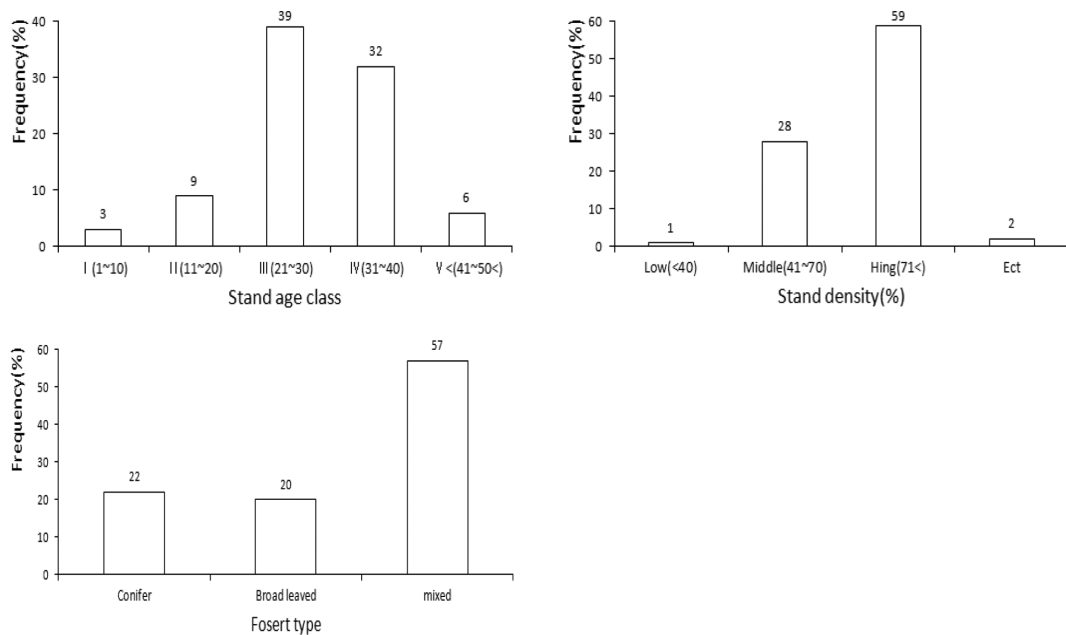 Frequency(%)
40
30
20
10
0
3
9
39
32
6
Ⅰ (1~10)
ⅠⅠ(11~20)
Ⅲ(21~30)
Ⅳ(31~40)
Ⅴ<(41~50<)
Stand age class
Frequency(%)
60
50
40
30
20
10
0
1
28
59
2
Low(<40)
Middle(41~70)
Hing(71<)
Ect
Stand density(%)
Frequency(%)
60
50
40
30
20
10
0
22
20
57
Conifer
Broad leaved
mixed
Fosert type